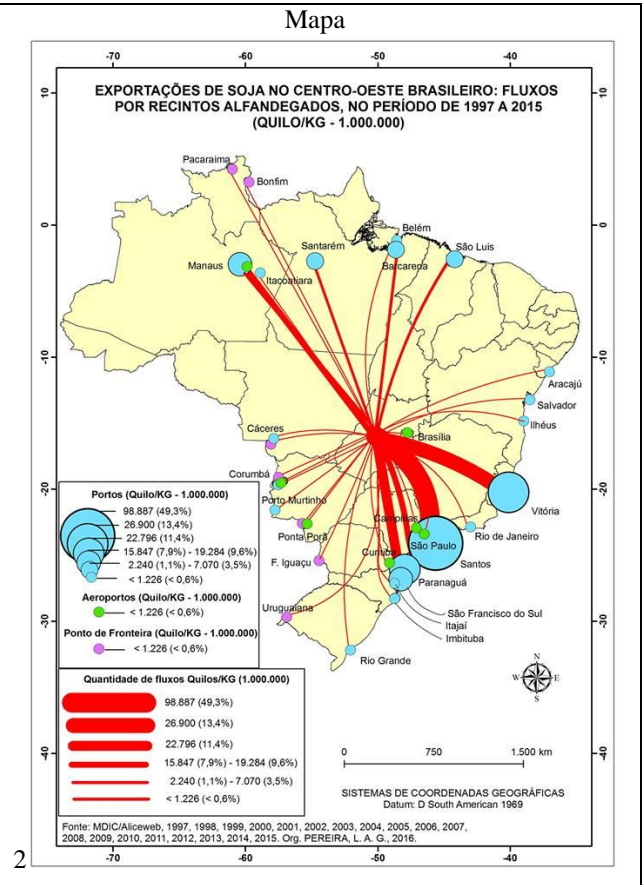 Mapa
-70 -60 -50 -40
EXPORTAÇÕES DE SOJA NO CENTRO-OESTE BRASILEIRO: FLUXOS
POR RECINTOS ALFANDEGADOS, NO PERÍODO DE 1997 A 2015
(QUILO/KG - 1.000.000)
10 10
Pacaraima
Bonfim
0 0
Belém
Santarém
São Luis
Manaus
Barcarena
Itacoatiara
-10 -10
Aracajú
Salvador
Ilhéus
Cáceres
Brasília
Corumbá
-20 -20
Porto Murtinho
Vitória
Campinas
Rio de Janeiro
Ponta Porã
São Paulo
Curitiba
Santos
F. Iguaçu
Paranaguá
São Francisco do Sul
Uruguaiana
Itajaí
Imbituba
-30 -30
Rio Grande
Portos (Quilo/KG - 1.000.000)
98.887 (49,3%)
26.900 (13,4%)
22.796 (11,4%)
15.847 (7,9%) - 19.284 (9,6%)
2.240 (1,1%) - 7.070 (3,5%)
< 1.226 (< 0,6%)
Aeroportos (Quilo/KG - 1.000.000)
< 1.226 (< 0,6%)
Ponto de Fronteira (Quilo/KG - 1.000.000)
< 1.226 (< 0,6%)
Quantidade de fluxos Quilos/KG (1.000.000)
98.887 (49,3%)
26.900 (13,4%)
22.796 (11,4%)
15.847 (7,9%) - 19.284 (9,6%)
2.240 (1,1%) - 7.070 (3,5%)
< 1.226 (< 0,6%)
N
W E
S
0 750 1.500 km
-40 -40
SISTEMAS DE COORDENADAS GEOGRÁFICAS
Datum: D South American 1969
Fonte: MDIC/Aliceweb, 1997, 1998, 1999, 2000, 2001, 2002, 2003, 2004, 2005, 2006, 2007,
2008, 2009, 2010, 2011, 2012, 2013, 2014, 2015. Org. PEREIRA, L. A. G., 2016.
2
-70 -60 -50 -40